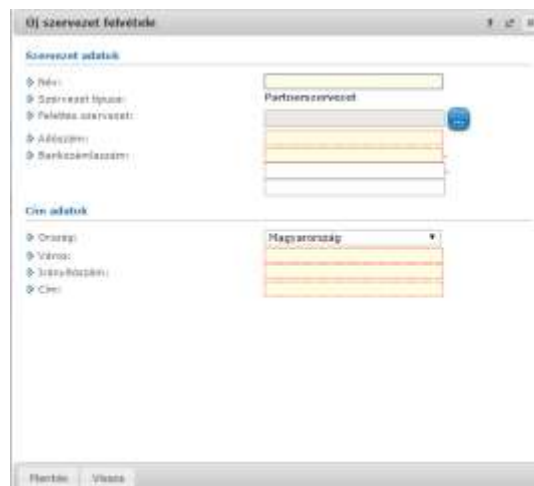 Új szervezet felvétele
Szervezet adatok
Név:
Szervezet típusa: Partnerszervezet
Felettes szervezet:
Adószám:
Bankszámlaszám:
Cím adatok
Ország: Magyarország
Város:
Irányítószám:
Cím:
Mentés Vissza